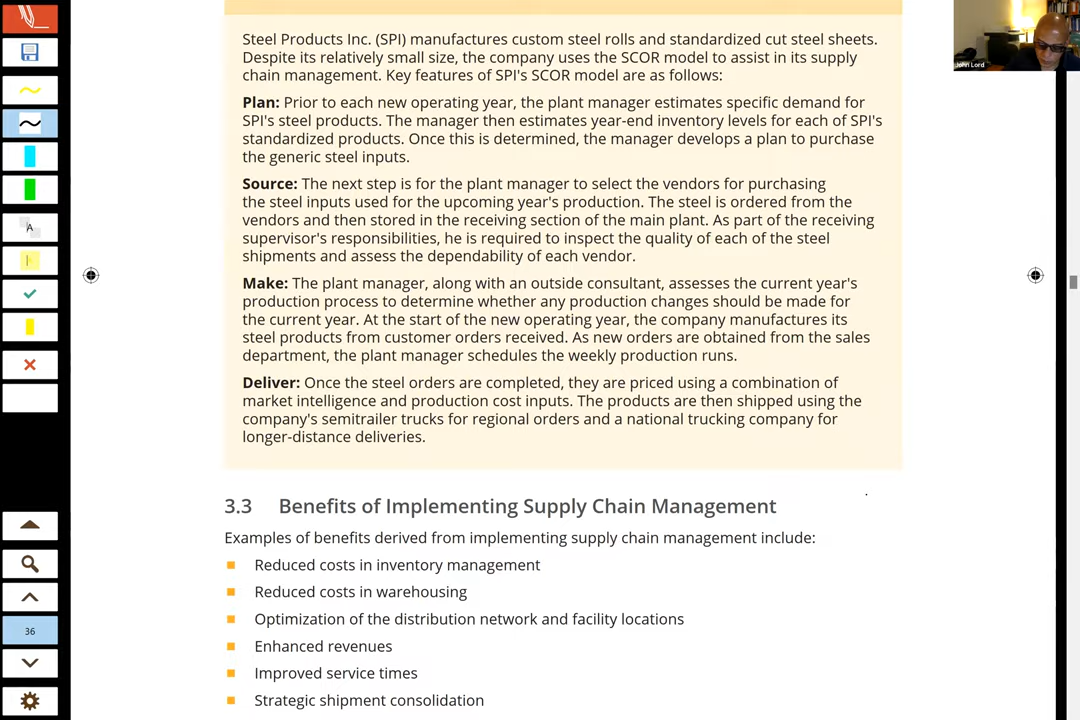 Steel Products Inc. (SPI) manufactures custom steel rolls and standardized cut steel sheets.
Despite its relatively small size, the company uses the SCOR model to assist in its supply
chain management. Key features of SPI's SCOR model are as follows:
Plan: Prior to each new operating year, the plant manager estimates specific demand for
SPI's steel products. The manager then estimates year-end inventory levels for each of SPI's
standardized products. Once this is determined, the manager develops a plan to purchase
the generic steel inputs.
Source: The next step is for the plant manager to select the vendors for purchasing
the steel inputs used for the upcoming year's production. The steel is ordered from the
vendors and then stored in the receiving section of the main plant. As part of the receiving
supervisor's responsibilities, he is required to inspect the quality of each of the steel
shipments and assess the dependability of each vendor.
Make: The plant manager, along with an outside consultant, assesses the current year's
production process to determine whether any production changes should be made for
the current year. At the start of the new operating year, the company manufactures its
steel products from customer orders received. As new orders are obtained from the sales
department, the plant manager schedules the weekly production runs.
Deliver: Once the steel orders are completed, they are priced using a combination of
market intelligence and production cost inputs. The products are then shipped using the
company's semitrailer trucks for regional orders and a national trucking company for
longer-distance deliveries.
3.3 Benefits of Implementing Supply Chain Management
Examples of benefits derived from implementing supply chain management include:
Reduced costs in inventory management
Reduced costs in warehousing
Optimization of the distribution network and facility locations
Enhanced revenues
Improved service times
Strategic shipment consolidation
A
36
John Lord